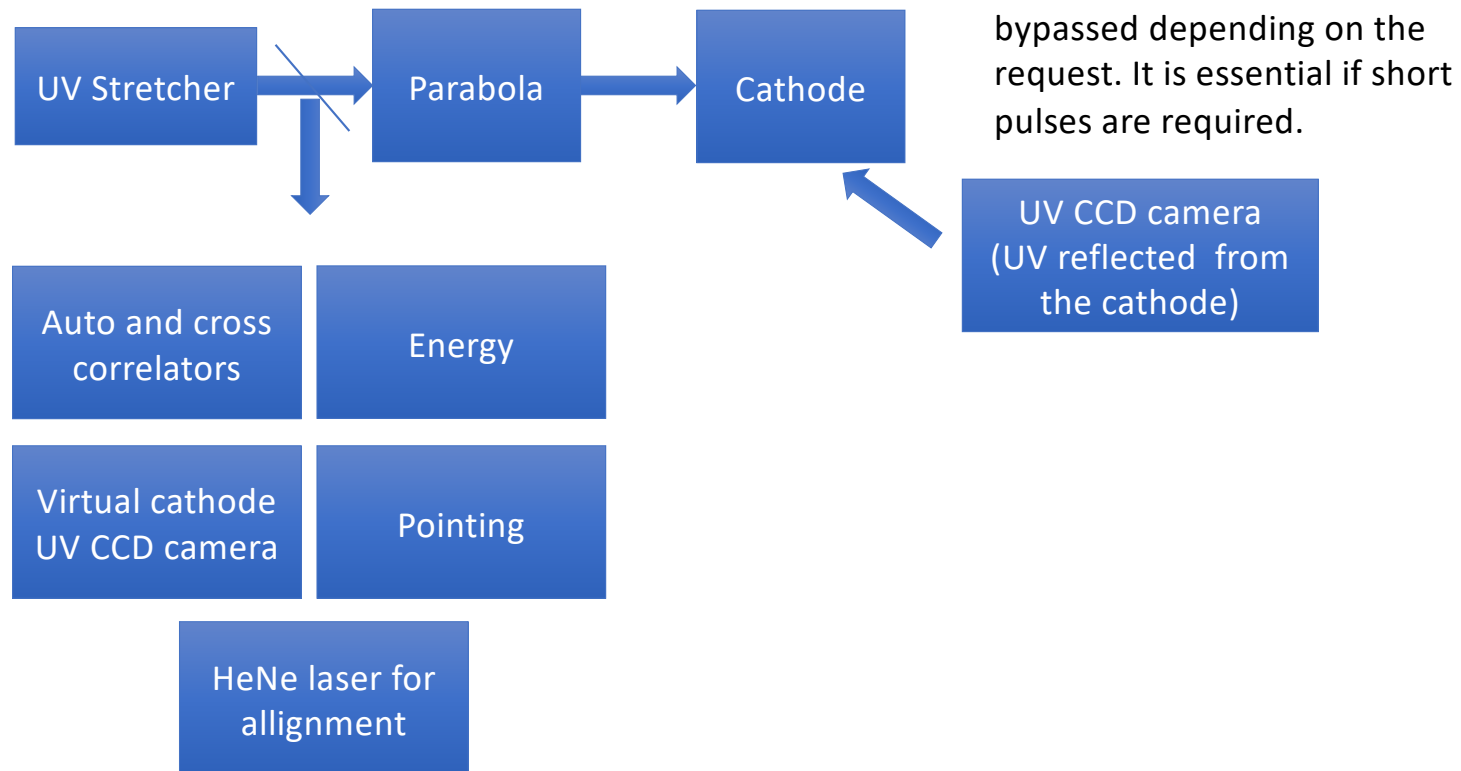 UV Stretcher
Parabola
Cathode
bypassed depending on the
request. It is essential if short
pulses are required.
UV CCD camera
(UV reflected from
the cathode)
Auto and cross
correlators
Energy
Virtual cathode
UV CCD camera
Pointing
HeNe laser for
allignment